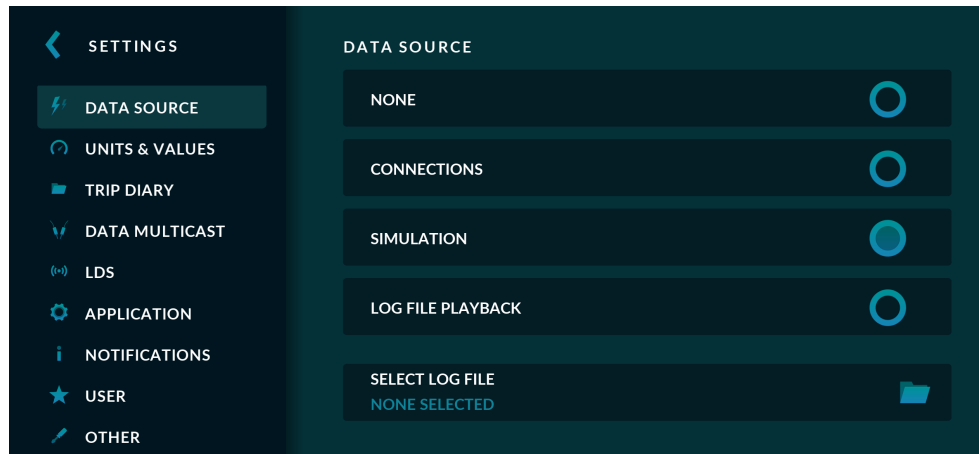 SETTINGS
DATA SOURCE
UNITS & VALUES
TRIP DIARY
DATA MULTICAST
LDS
APPLICATION
NOTIFICATIONS
USER
OTHER
DATA SOURCE
NONE
CONNECTIONS
SIMULATION
LOG FILE PLAYBACK
SELECT LOG FILE
NONE SELECTED